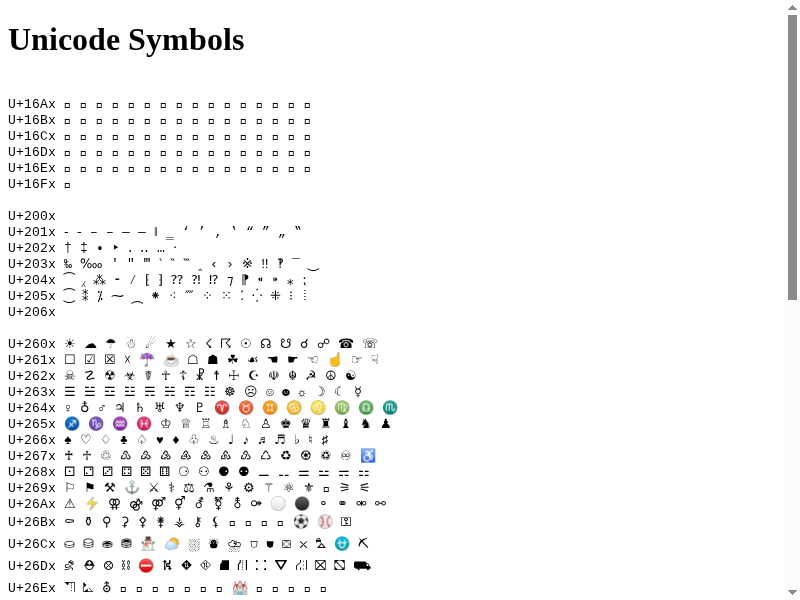 Unicode Symbols
U+16Ax
U+16Bx
U+16Cx
U+16Dx
U+16Ex
U+16Fx
U+200x
U+201x ‐ ‑ ‒ – — ― ‖ ‗ ‘ ’ ‚ ‛ “ ” „ ‟
U+202x † ‡ • ‣ ․ ‥ … ‧
U+203x ‰ ‱ ′ ″ ‴ ‵ ‶ ‷ ‸ ‹ › ※ ‼ ‽ ‾ ‿
U+204x ⁀ ⁁ ⁂ ⁃ ⁄ ⁅ ⁆ ⁇ ⁈ ⁉ ⁊ ⁋ ⁌ ⁍ ⁎ ⁏
U+205x ⁐ ⁑ ⁒ ⁓ ⁔ ⁕ ⁖ ⁗ ⁘ ⁙ ⁚ ⁛ ⁜ ⁝ ⁞
U+206x
U+260x ☀ ☁ ☂ ☃ ☄ ★ ☆ ☇ ☈ ☉ ☊ ☋ ☌ ☍ ☎ ☏
U+261x ☐ ☑ ☒ ☓ ☔ ☕ ☖ ☗ ☘ ☙ ☚ ☛ ☜ ☝ ☞ ☟
U+262x ☠ ☡ ☢ ☣ ☤ ☥ ☦ ☧ ☨ ☩ ☪ ☫ ☬ ☭ ☮ ☯
U+263x ☰ ☱ ☲ ☳ ☴ ☵ ☶ ☷ ☸ ☹ ☺ ☻ ☼ ☽ ☾ ☿
U+264x ♀ ♁ ♂ ♃ ♄ ♅ ♆ ♇ ♈ ♉ ♊ ♋ ♌ ♍ ♎ ♏
U+265x ♐ ♑ ♒ ♓ ♔ ♕ ♖ ♗ ♘ ♙ ♚ ♛ ♜ ♝ ♞ ♟
U+266x ♠ ♡ ♢ ♣ ♤ ♥ ♦ ♧ ♨ ♩ ♪ ♫ ♬ ♭ ♮ ♯
U+267x ♰ ♱ ♲ ♳ ♴ ♵ ♶ ♷ ♸ ♹ ♺ ♻ ♼ ♽ ♾ ♿
U+268x ⚀ ⚁ ⚂ ⚃ ⚄ ⚅ ⚆ ⚇ ⚈ ⚉ ⚊ ⚋ ⚌ ⚍ ⚎ ⚏
U+269x ⚐ ⚑ ⚒ ⚓ ⚔ ⚕ ⚖ ⚗ ⚘ ⚙ ⚚ ⚛ ⚜ ⚞ ⚟
U+26Ax ⚠ ⚡ ⚢ ⚣ ⚤ ⚥ ⚦ ⚧ ⚨ ⚩ ⚪ ⚫ ⚬ ⚭ ⚮ ⚯
U+26Bx ⚰ ⚱ ⚲ ⚳ ⚴ ⚵ ⚶ ⚷ ⚸ ⚽ ⚾ ⚿
U+26Cx ⛀ ⛁ ⛂ ⛃ ⛄ ⛅ ⛆ ⛇ ⛈ ⛉ ⛊ ⛋ ⛌ ⛍ ⛎ ⛏
U+26Dx ⛐ ⛑ ⛒ ⛓ ⛔ ⛕ ⛖ ⛗ ⛘ ⛙ ⛚ ⛛ ⛜ ⛝ ⛞ ⛟
U+26Ex ⛠ ⛡ ⛢ ⛪